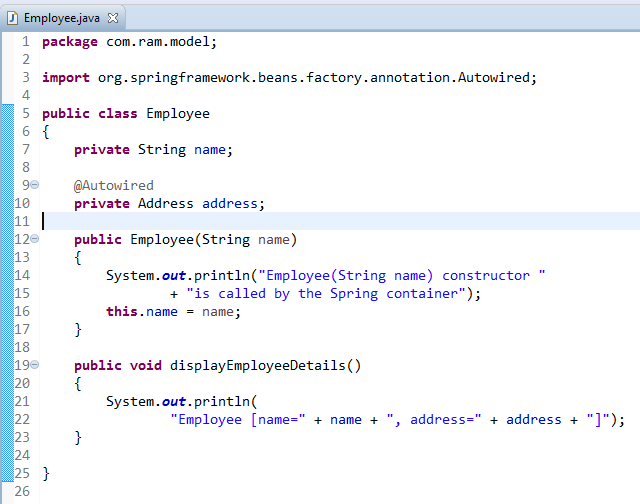 Employee.java
1 package com.ram.model;
2
3 import org.springframework.beans.factory.annotation.Autowired;
4
5 public class Employee
6 {
7     private String name;
8
9     @Autowired
10     private Address address;
11
12     public Employee(String name)
13     {
14         System.out.println("Employee(String name) constructor "
15                 + "is called by the Spring container");
16         this.name = name;
17     }
18
19     public void displayEmployeeDetails()
20     {
21         System.out.println(
22                 "Employee [name=" + name + ", address=" + address + "]");
23     }
24
25 }
26